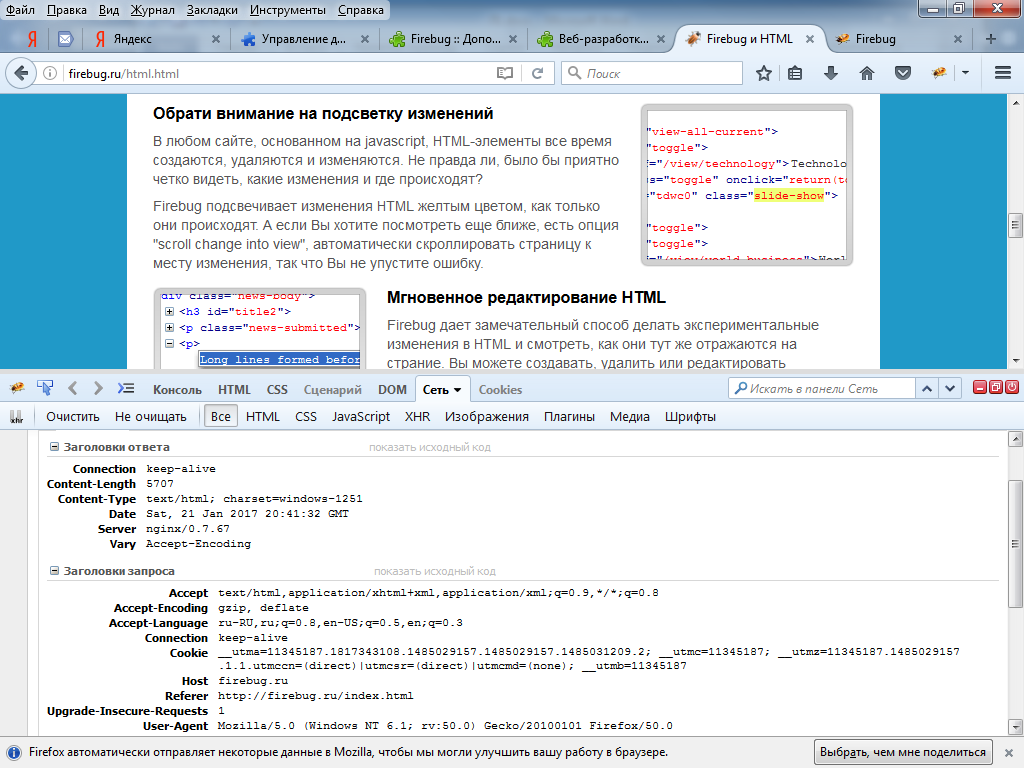 Файл Правка Вид Журнал Закладки Инструменты Справка
Яндекс Управление д... Firebug :: Допо... Веб-разработк... Firebug и HTML Firebug
firebug.ru/html.html Поиск
Обрати внимание на подсветку изменений
В любом сайте, основанном на javascript, HTML-элементы все время
создаются, удаляются и изменяются. Не правда ли, было бы приятно
четко видеть, какие изменения и где происходят?
Firebug подсвечивает изменения HTML желтым цветом, как только
они происходят. А если Вы хотите посмотреть еще ближе, есть опция
"scroll change into view", автоматически скроллировать страницу к
месту изменения, так что Вы не упустите ошибку.
"view-all-current">
"toggle">
f="/view/technology">Technolo
ss="toggle" onclick="return(to
="tdwc0" class="slide-show">
"toggle">
"toggle">
f="/view/world_business">Worl
div class="news-body">
<h3 id="title2">
<p class="news-submitted">
<p>
Long lines formed befor
Мгновенное редактирование HTML
Firebug дает замечательный способ делать экспериментальные
изменения в HTML и смотреть, как они тут же отражаются на
страние. Вы можете создавать, удалить или редактировать
Консоль HTML CSS Сценарий DOM Сеть Cookies Искать в панели Сеть
xhr Очистить Не очищать Все HTML CSS JavaScript XHR Изображения Плагины Медиа Шрифты
Заголовки ответа показать исходный код
Connection keep-alive
Content-Length 5707
Content-Type text/html; charset=windows-1251
Date Sat, 21 Jan 2017 20:41:32 GMT
Server nginx/0.7.67
Vary Accept-Encoding
Заголовки запроса показать исходный код
Accept text/html,application/xhtml+xml,application/xml;q=0.9,*/*;q=0.8
Accept-Encoding gzip, deflate
Accept-Language ru-RU,ru;q=0.8,en-US;q=0.5,en;q=0.3
Connection keep-alive
Cookie __utma=11345187.1817343108.1485029157.1485029157.1485031209.2; __utmc=11345187; __utmz=11345187.1485029157
.1.1.utmccn=(direct)|utmcsr=(direct)|utmcmd=(none); __utmb=11345187
Host firebug.ru
Referer http://firebug.ru/index.html
Upgrade-Insecure-Requests 1
User-Agent Mozilla/5.0 (Windows NT 6.1; rv:50.0) Gecko/20100101 Firefox/50.0
Firefox автоматически отправляет некоторые данные в Mozilla, чтобы мы могли улучшить вашу работу в браузере. Выбрать, чем мне поделиться